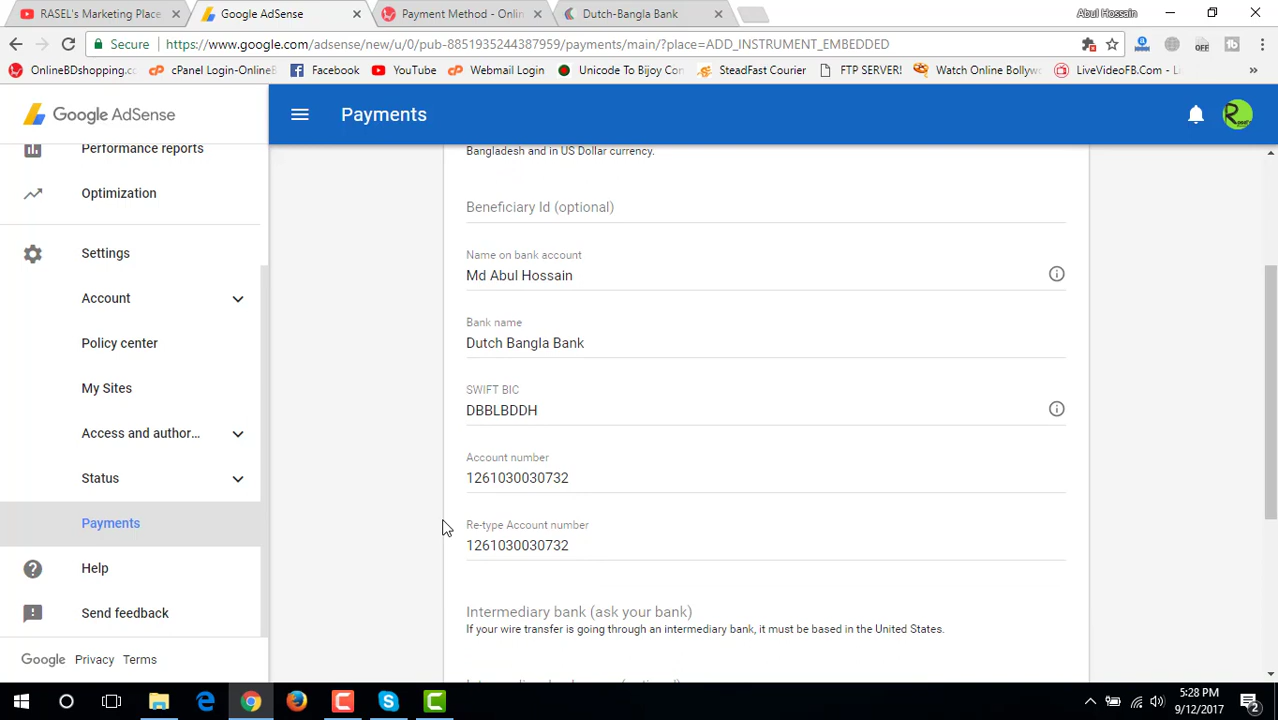 RASEL's Marketing Place
Google AdSense
Payment Method - Onlin
Dutch-Bangla Bank
Abul Hossain
Secure
https://www.google.com/adsense/new/u/0/pub-8851935244387959/payments/main/?place=ADD_INSTRUMENT_EMBEDDED
OFF
OnlineBDshopping.co
cPanel Login-OnlineB
Facebook
YouTube
Webmail Login
Unicode To Bijoy Con
SteadFast Courier
FTP SERVER!
Watch Online Bollyw
LiveVideoFB.Com - Li
»
Google AdSense
Payments
Performance reports
Optimization
Settings
Account
Policy center
My Sites
Access and author...
Status
Payments
Help
Send feedback
Google Privacy Terms
Bangladesh and in US Dollar currency.
Beneficiary Id (optional)
Name on bank account
Md Abul Hossain
Bank name
Dutch Bangla Bank
SWIFT BIC
DBBLBDDH
Account number
1261030030732
Re-type Account number
1261030030732
Intermediary bank (ask your bank)
If your wire transfer is going through an intermediary bank, it must be based in the United States.
5:28 PM
9/12/2017
2